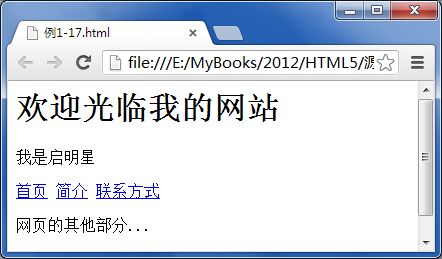 例1-17.html
file:///E:/MyBooks/2012/HTML5/源
欢迎光临我的网站
我是启明星
首页 简介 联系方式
网页的其他部分...